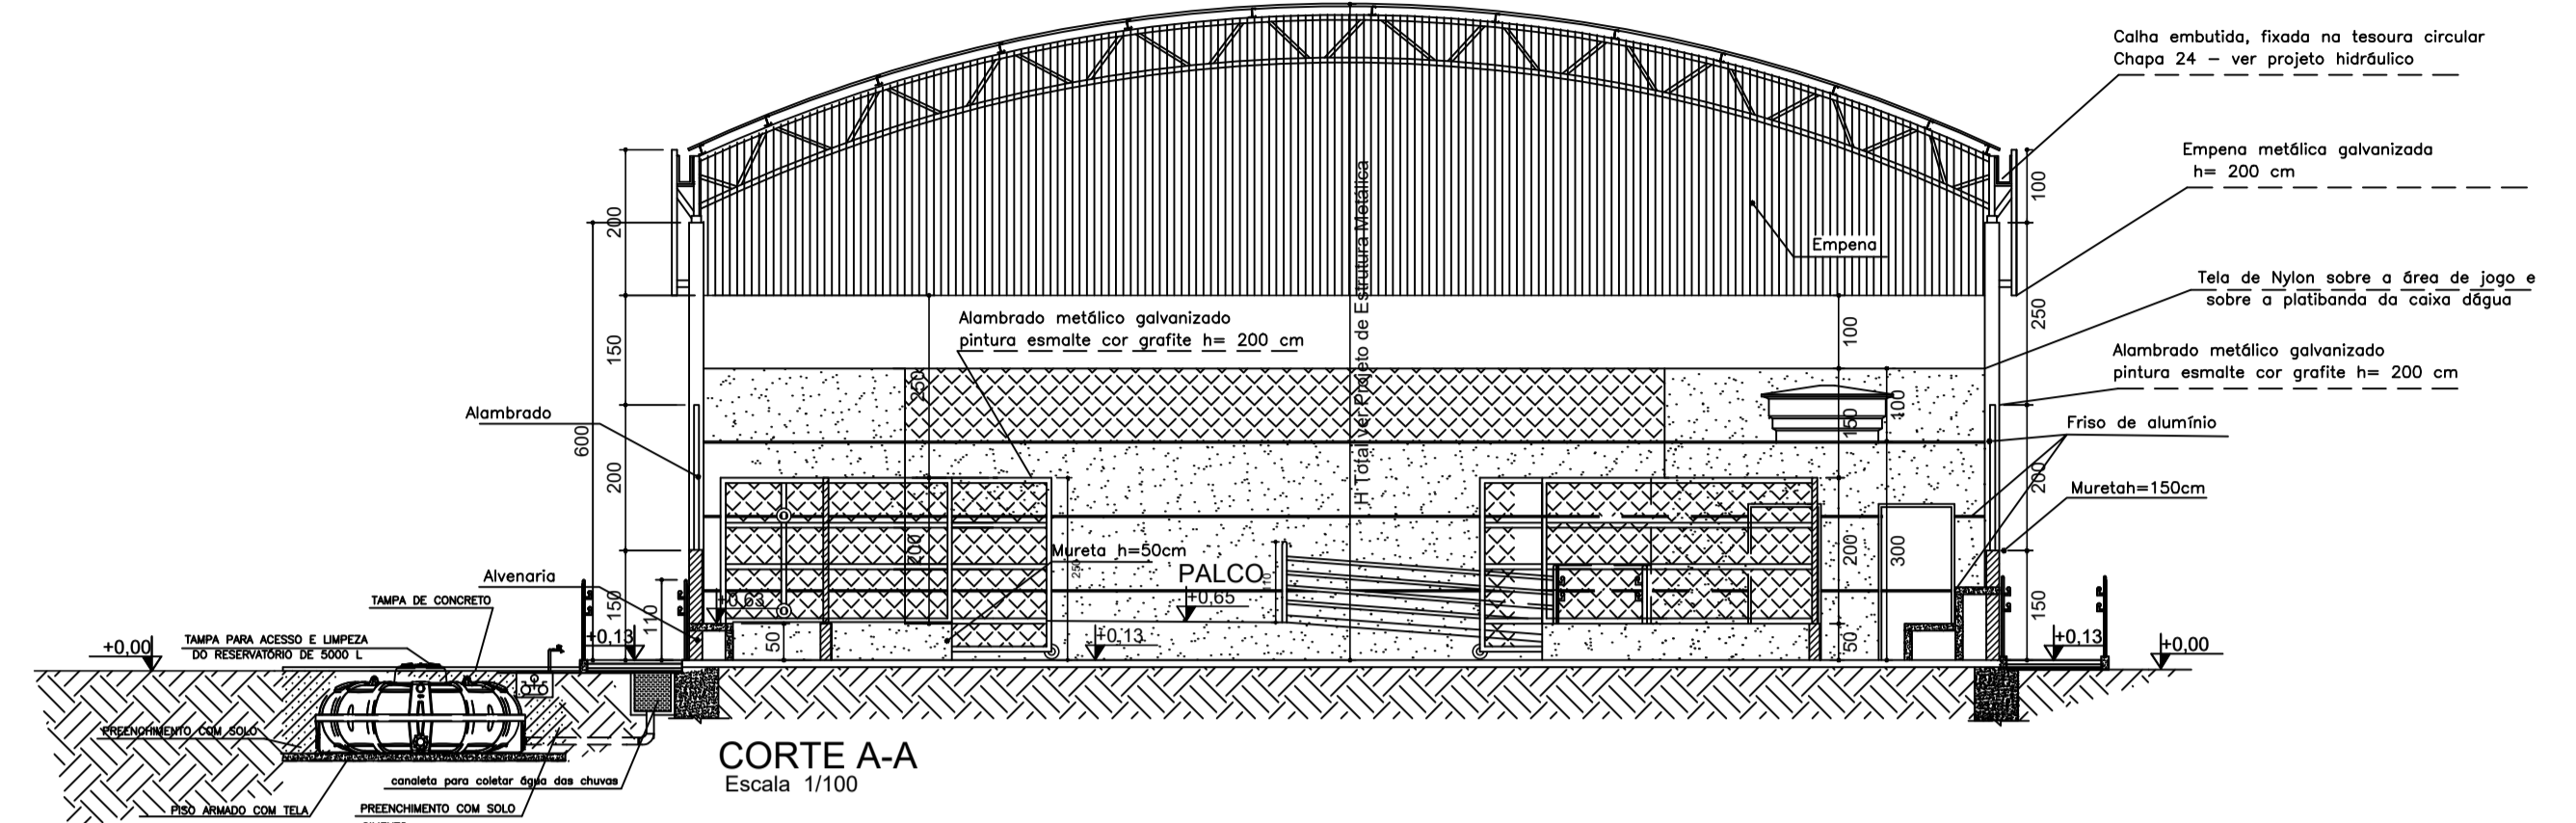 Calha embutida, fixada na tesoura circular
Chapa 24 – ver projeto hidráulico
Empena metálica galvanizada
h= 200 cm
100
200
H Total ver Projeto de Estrutura Metálica
Empena
Tela de Nylon sobre a área de jogo e
sobre a platibanda da caixa dágua
250
Alambrado metálico galvanizado
pintura esmalte cor grafite h= 200 cm
150
100
Alambrado metálico galvanizado
pintura esmalte cor grafite h= 200 cm
250
150
100
Alambrado
600
Friso de alumínio
200
200
Muretah=150cm
200
Mureta h=50cm
250
200
300
Alvenaria
PALCO
110
+0,65
+0,63
TAMPA DE CONCRETO
150
110
150
50
50
+0,13
+0,13
+0,13
+0,00
+0,00
TAMPA PARA ACESSO E LIMPEZA
DO RESERVATÓRIO DE 5000 L
PREENCHIMENTO COM SOLO
CORTE A-A
Escala 1/100
canaleta para coletar água das chuvas
PISO ARMADO COM TELA
PREENCHIMENTO COM SOLO